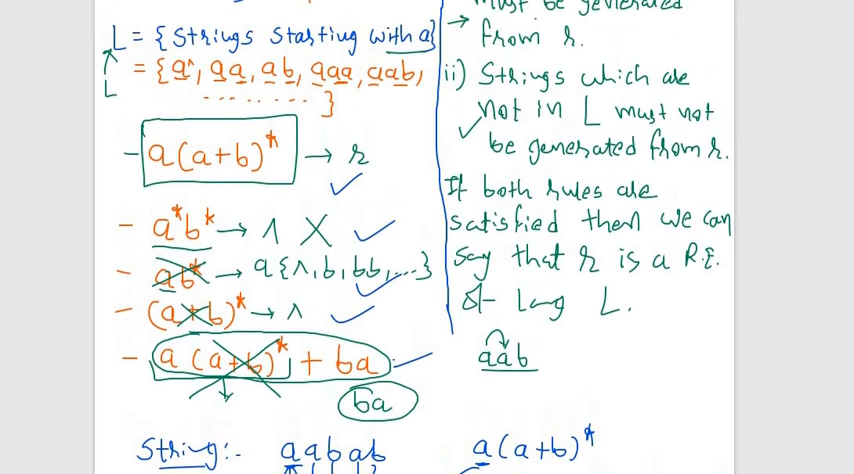 L = { Strings Starting with a}
= {a^, aa, ab, aaa, aab,
L
. . . . . . . . . }
- a(a+b)* → r
- a*b* → ∧ X
- ab* → a{∧, b, bb, ....}
- (a+b)* → ∧
- a (a+b)* + ba
ba
String:- aabab a(a+b)*
must be generated
→ from r.
ii) Strings which are
not in L must not
be generated from r.
If both rules are
satisfied then we can
say that r is a R.E.
of lang L.
aab